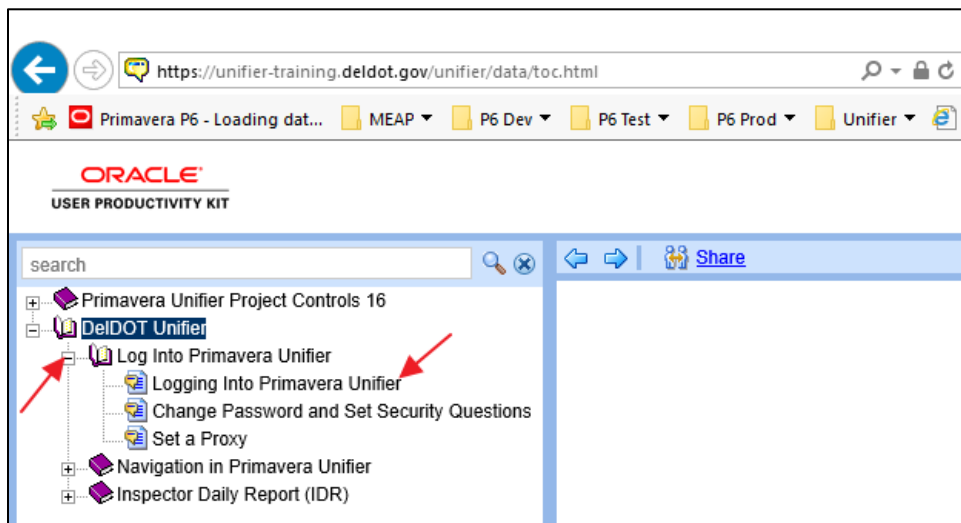 https://unifier-training.deldot.gov/unifier/data/toc.html
Primavera P6 - Loading dat... MEAP P6 Dev P6 Test P6 Prod Unifier
ORACLE
USER PRODUCTIVITY KIT
search
Share
Primavera Unifier Project Controls 16
DelDOT Unifier
Log Into Primavera Unifier
Logging Into Primavera Unifier
Change Password and Set Security Questions
Set a Proxy
Navigation in Primavera Unifier
Inspector Daily Report (IDR)